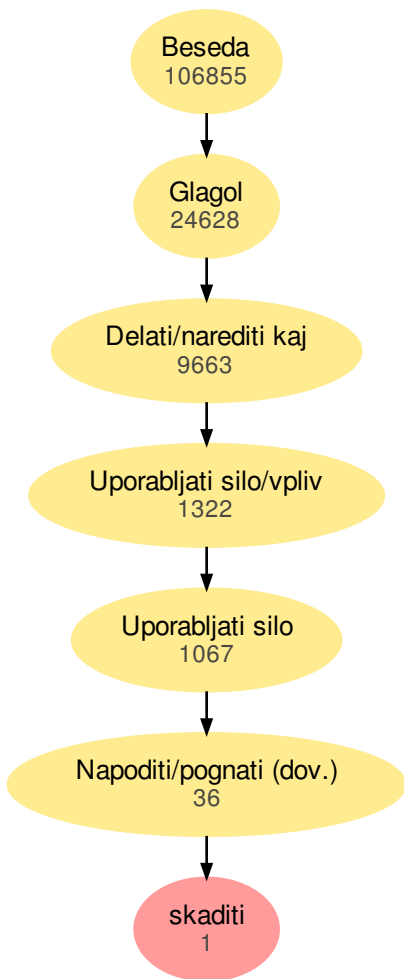 Beseda
106855
Glagol
24628
Delati/narediti kaj
9663
Uporabljati silo/vpliv
1322
Uporabljati silo
1067
Napoditi/pognati (dov.)
36
skaditi
1